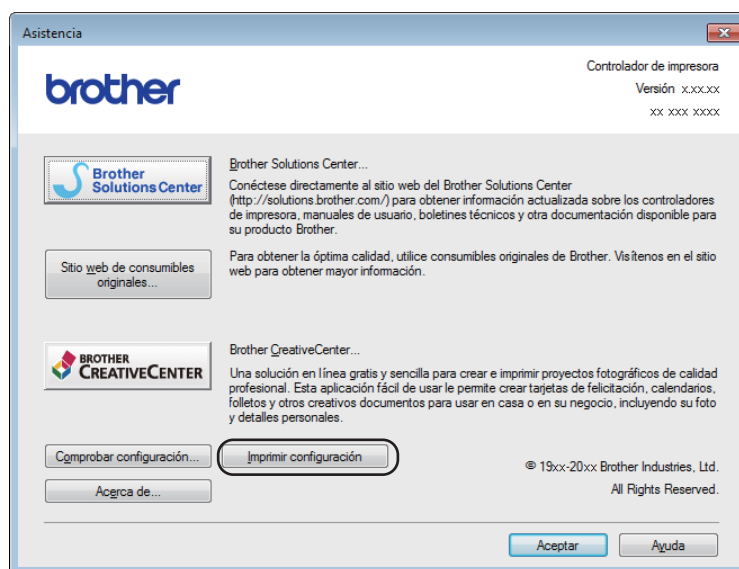 Asistencia
brother
Controlador de impresora
Versión x.xx.xx
xx xxx xxxx
Brother
Solutions Center
Brother Solutions Center...
Conéctese directamente al sitio web del Brother Solutions Center
(http://solutions.brother.com/) para obtener información actualizada sobre los controladores
de impresora, manuales de usuario, boletines técnicos y otra documentación disponible para
su producto Brother.
Sitio web de consumibles
originales...
Para obtener la óptima calidad, utilice consumibles originales de Brother. Visítenos en el sitio
web para obtener mayor información.
BROTHER
CREATIVECENTER
Brother CreativeCenter...
Una solución en línea gratis y sencilla para crear e imprimir proyectos fotográficos de calidad
profesional. Esta aplicación fácil de usar le permite crear tarjetas de felicitación, calendarios,
folletos y otros creativos documentos para usar en casa o en su negocio, incluyendo su foto
y detalles personales.
Comprobar configuración...
Imprimir configuración
Acerca de...
© 19xx-20xx Brother Industries, Ltd.
All Rights Reserved.
Aceptar
Ayuda